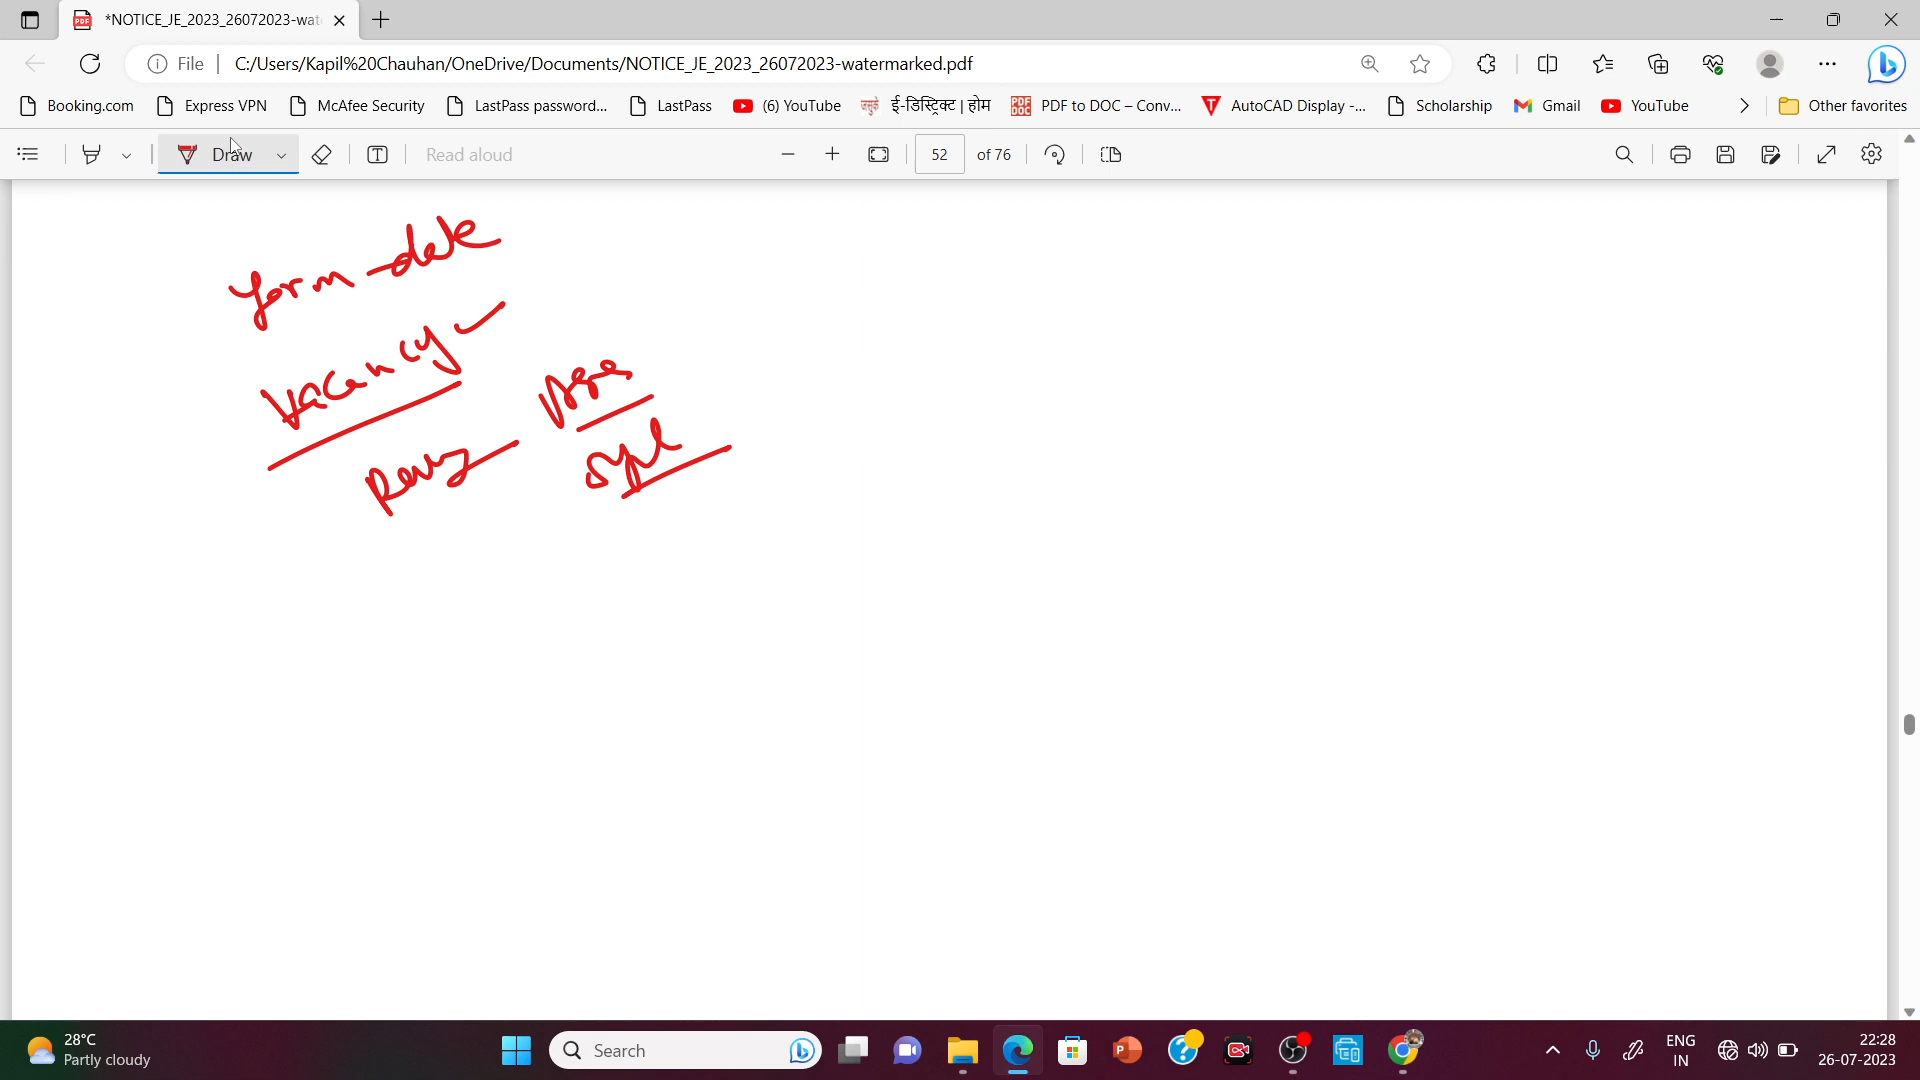 *NOTICE_JE_2023_26072023-wat
File C:/Users/Kapil%20Chauhan/OneDrive/Documents/NOTICE_JE_2023_26072023-watermarked.pdf
Booking.com Express VPN McAfee Security LastPass password... LastPass (6) YouTube ई-डिस्ट्रिक्ट | होम PDF to DOC – Conv... AutoCAD Display -... Scholarship Gmail YouTube Other favorites
Draw Read aloud 52 of 76
form -date
Vacancy
28°C
Partly cloudy
Search
ENG
IN
22:28
26-07-2023